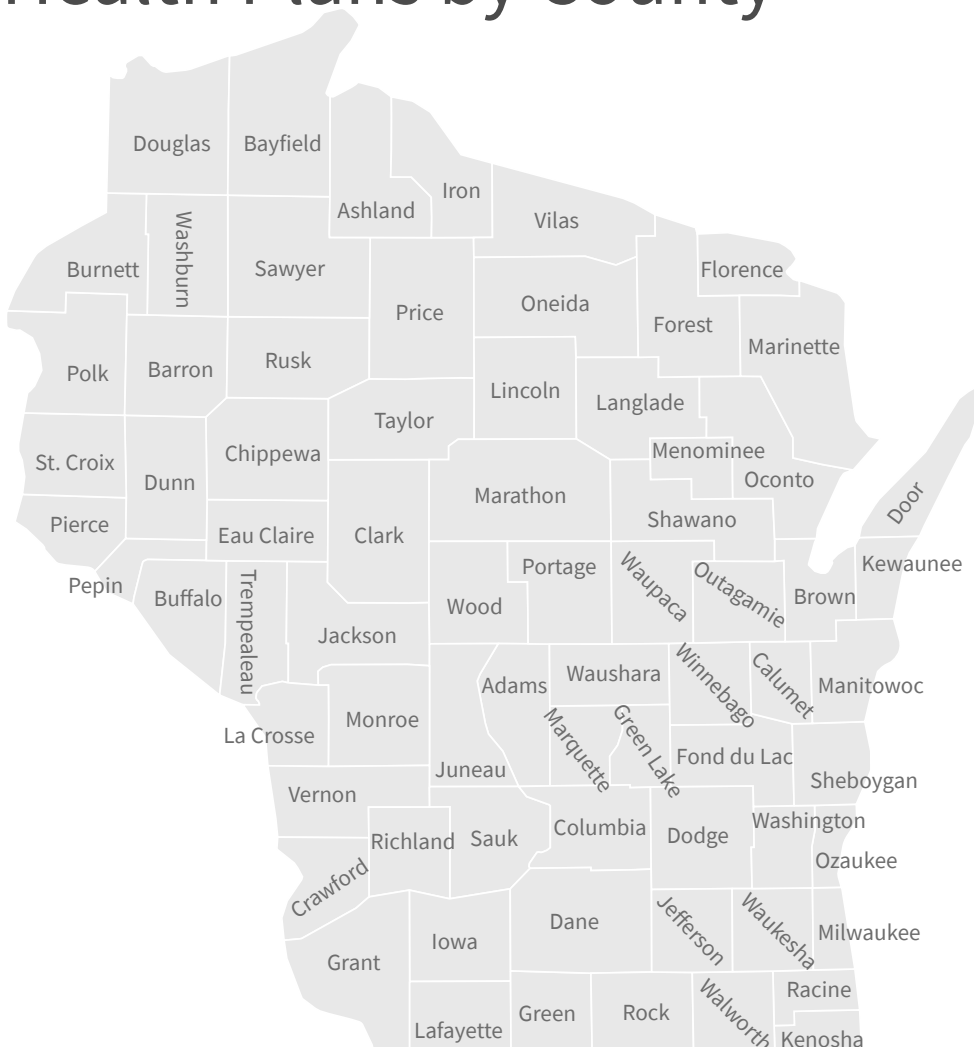 Health Plans by County
Douglas
Bayfield
Ashland
Iron
Vilas
Burnett
Washburn
Sawyer
Price
Oneida
Florence
Forest
Marinette
Polk
Barron
Rusk
Lincoln
Langlade
Taylor
St. Croix
Dunn
Chippewa
Menominee
Oconto
Marathon
Pierce
Eau Claire
Clark
Shawano
Door
Kewaunee
Pepin
Buffalo
Trempealeau
Jackson
Wood
Portage
Waupaca
Outagamie
Brown
Adams
Waushara
Winnebago
Calumet
Manitowoc
La Crosse
Monroe
Juneau
Marquette
Green Lake
Fond du Lac
Sheboygan
Vernon
Richland
Sauk
Columbia
Dodge
Washington
Ozaukee
Crawford
Grant
Iowa
Dane
Jefferson
Waukesha
Milwaukee
Lafayette
Green
Rock
Walworth
Racine
Kenosha